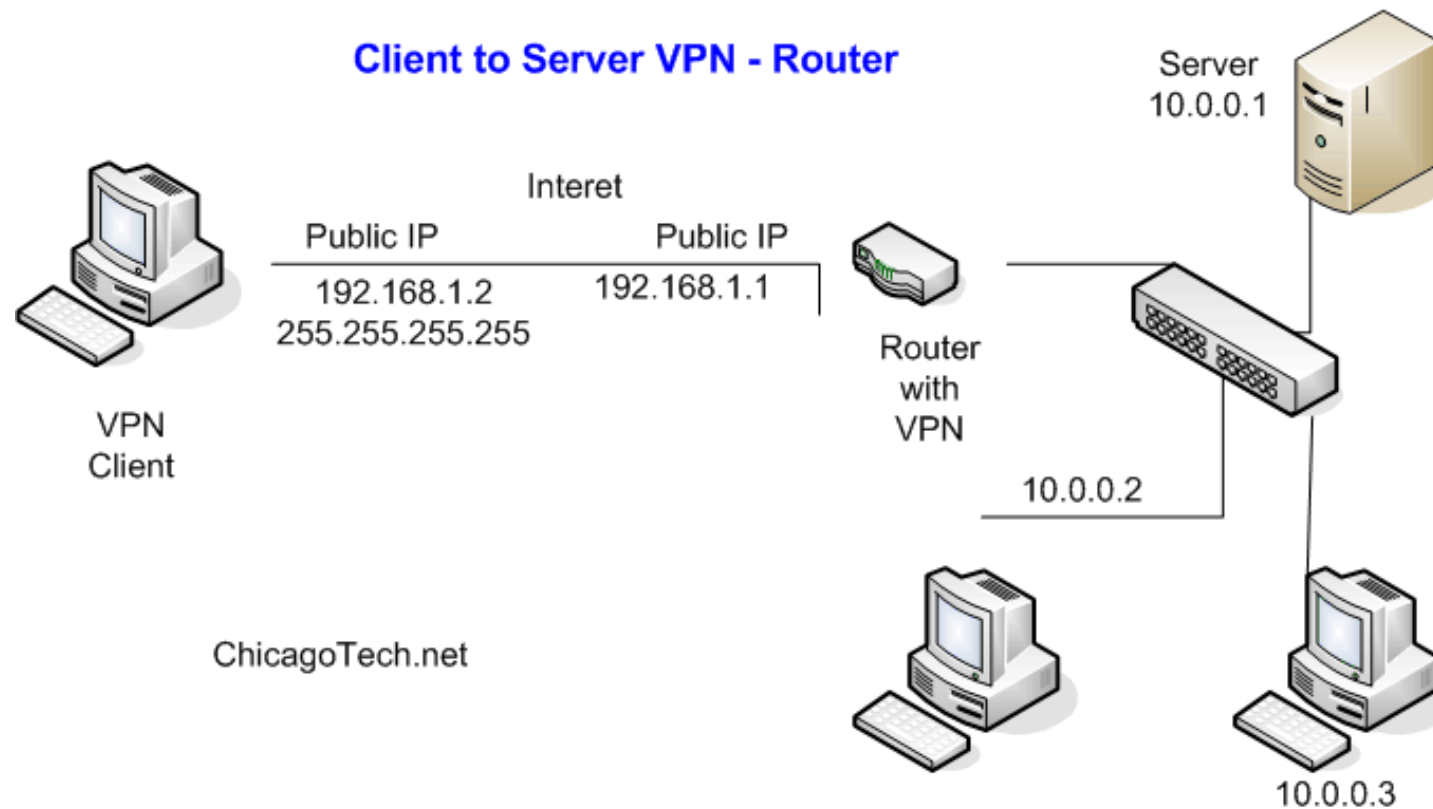 Client to Server VPN - Router
Server
10.0.0.1
Interet
Public IP
Public IP
192.168.1.2
192.168.1.1
255.255.255.255
Router
with
VPN
VPN
Client
10.0.0.2
ChicagoTech.net
10.0.0.3